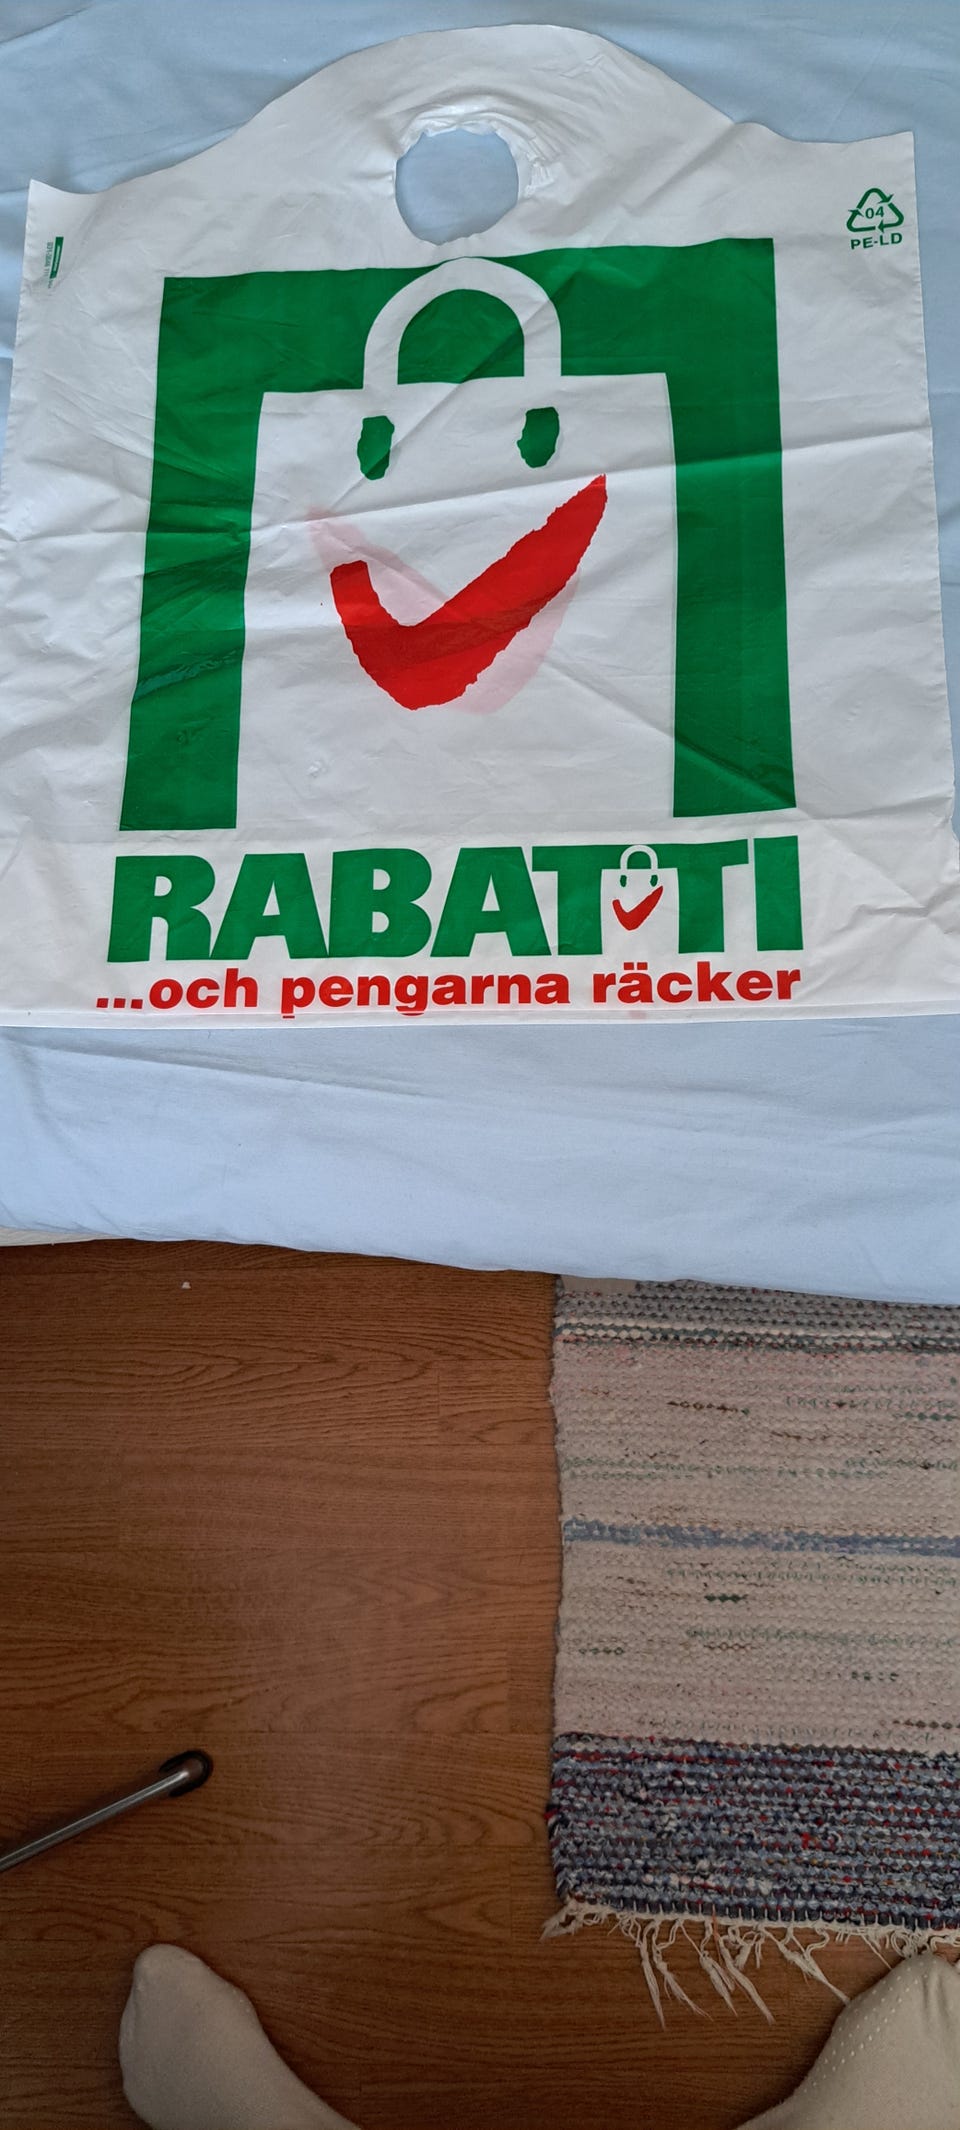 04
PE-LD
RABATTI
...och pengarna räcker